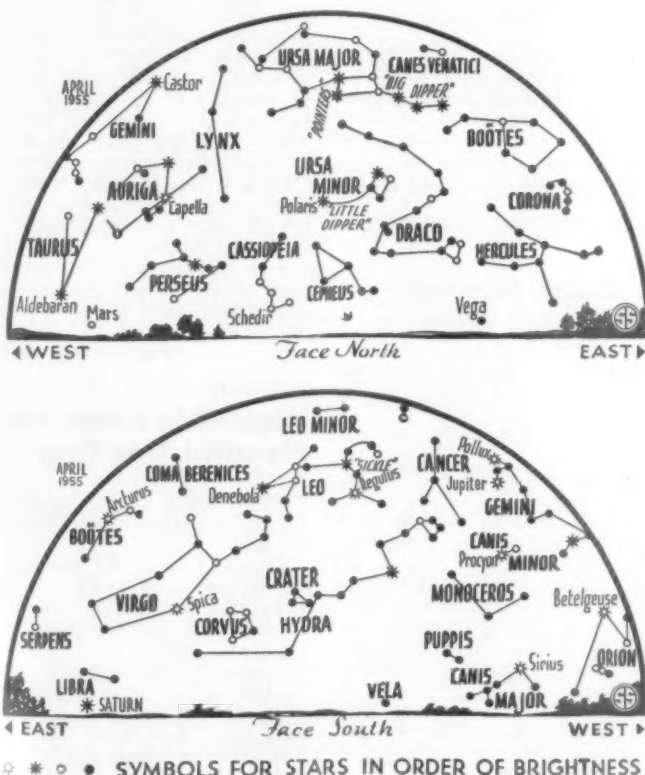 URSA MAJOR
CANES VENATICI
"BIG DIPPER"
"POINTERS"
APRIL
1955
Castor
GEMINI
LYNX
BOÖTES
AURIGA
Capella
URSA
MINOR
Polaris
"LITTLE
DIPPER"
CORONA
TAURUS
CASSIOPEIA
DRACO
HERCULES
PERSEUS
CEPHEUS
Aldebaran
Mars
Schedir
Vega
SS
WEST
Face North
EAST
LEO MINOR
APRIL
1955
COMA BERENICES
"SICKLE"
Denebola
LEO
Regulus
CANCER
Pollux
Jupiter
GEMINI
Arcturus
BOÖTES
CANIS
MINOR
Procyon
CRATER
MONOCEROS
Betelgeuse
VIRGO
Spica
CORVUS
HYDRA
SERPENS
PUPPIS
ORION
LIBRA
SATURN
VELA
CANIS
MAJOR
Sirius
SS
EAST
Face South
WEST
SYMBOLS FOR STARS IN ORDER OF BRIGHTNESS